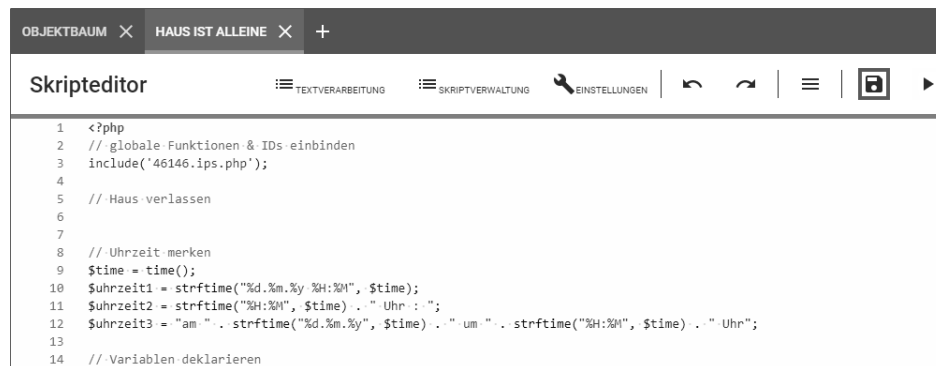 OBJEKTBAUM HAUS IST ALLEINE
Skripteditor TEXTVERARBEITUNG SKRIPTVERWALTUNG EINSTELLUNGEN
1 <?php
2 // globale Funktionen & IDs einbinden
3 include('46146.ips.php');
4
5 // Haus verlassen
6
7
8 // Uhrzeit merken
9 $time = time();
10 $uhrzeit1 = strftime("%d.%m.%y %H:%M", $time);
11 $uhrzeit2 = strftime("%H:%M", $time) . " Uhr : ";
12 $uhrzeit3 = "am " . strftime("%d.%m.%y", $time) . " um " . strftime("%H:%M", $time) . " Uhr";
13
14 // Variablen deklarieren